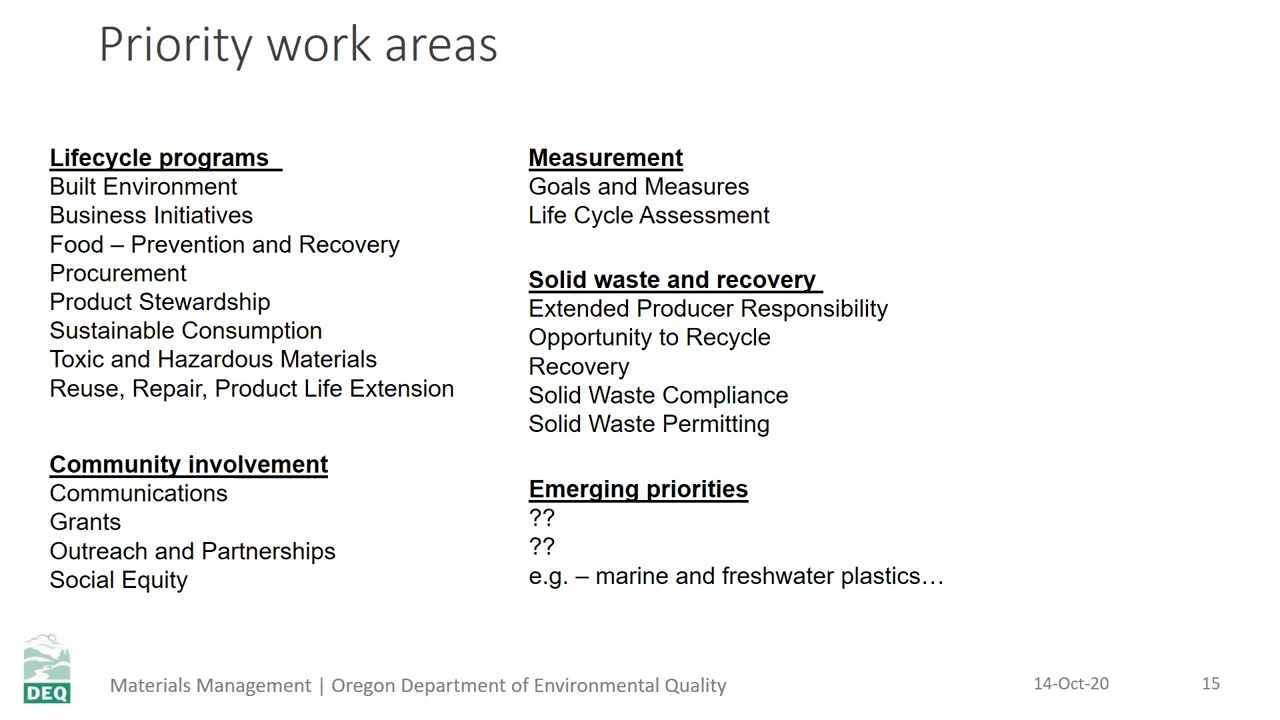 Priority work areas
Lifecycle programs
Built Environment
Business Initiatives
Food – Prevention and Recovery
Procurement
Product Stewardship
Sustainable Consumption
Toxic and Hazardous Materials
Reuse, Repair, Product Life Extension
Community involvement
Communications
Grants
Outreach and Partnerships
Social Equity
Measurement
Goals and Measures
Life Cycle Assessment
Solid waste and recovery
Extended Producer Responsibility
Opportunity to Recycle
Recovery
Solid Waste Compliance
Solid Waste Permitting
Emerging priorities
??
??
e.g. – marine and freshwater plastics…
DEQ
Materials Management | Oregon Department of Environmental Quality
14-Oct-20
15